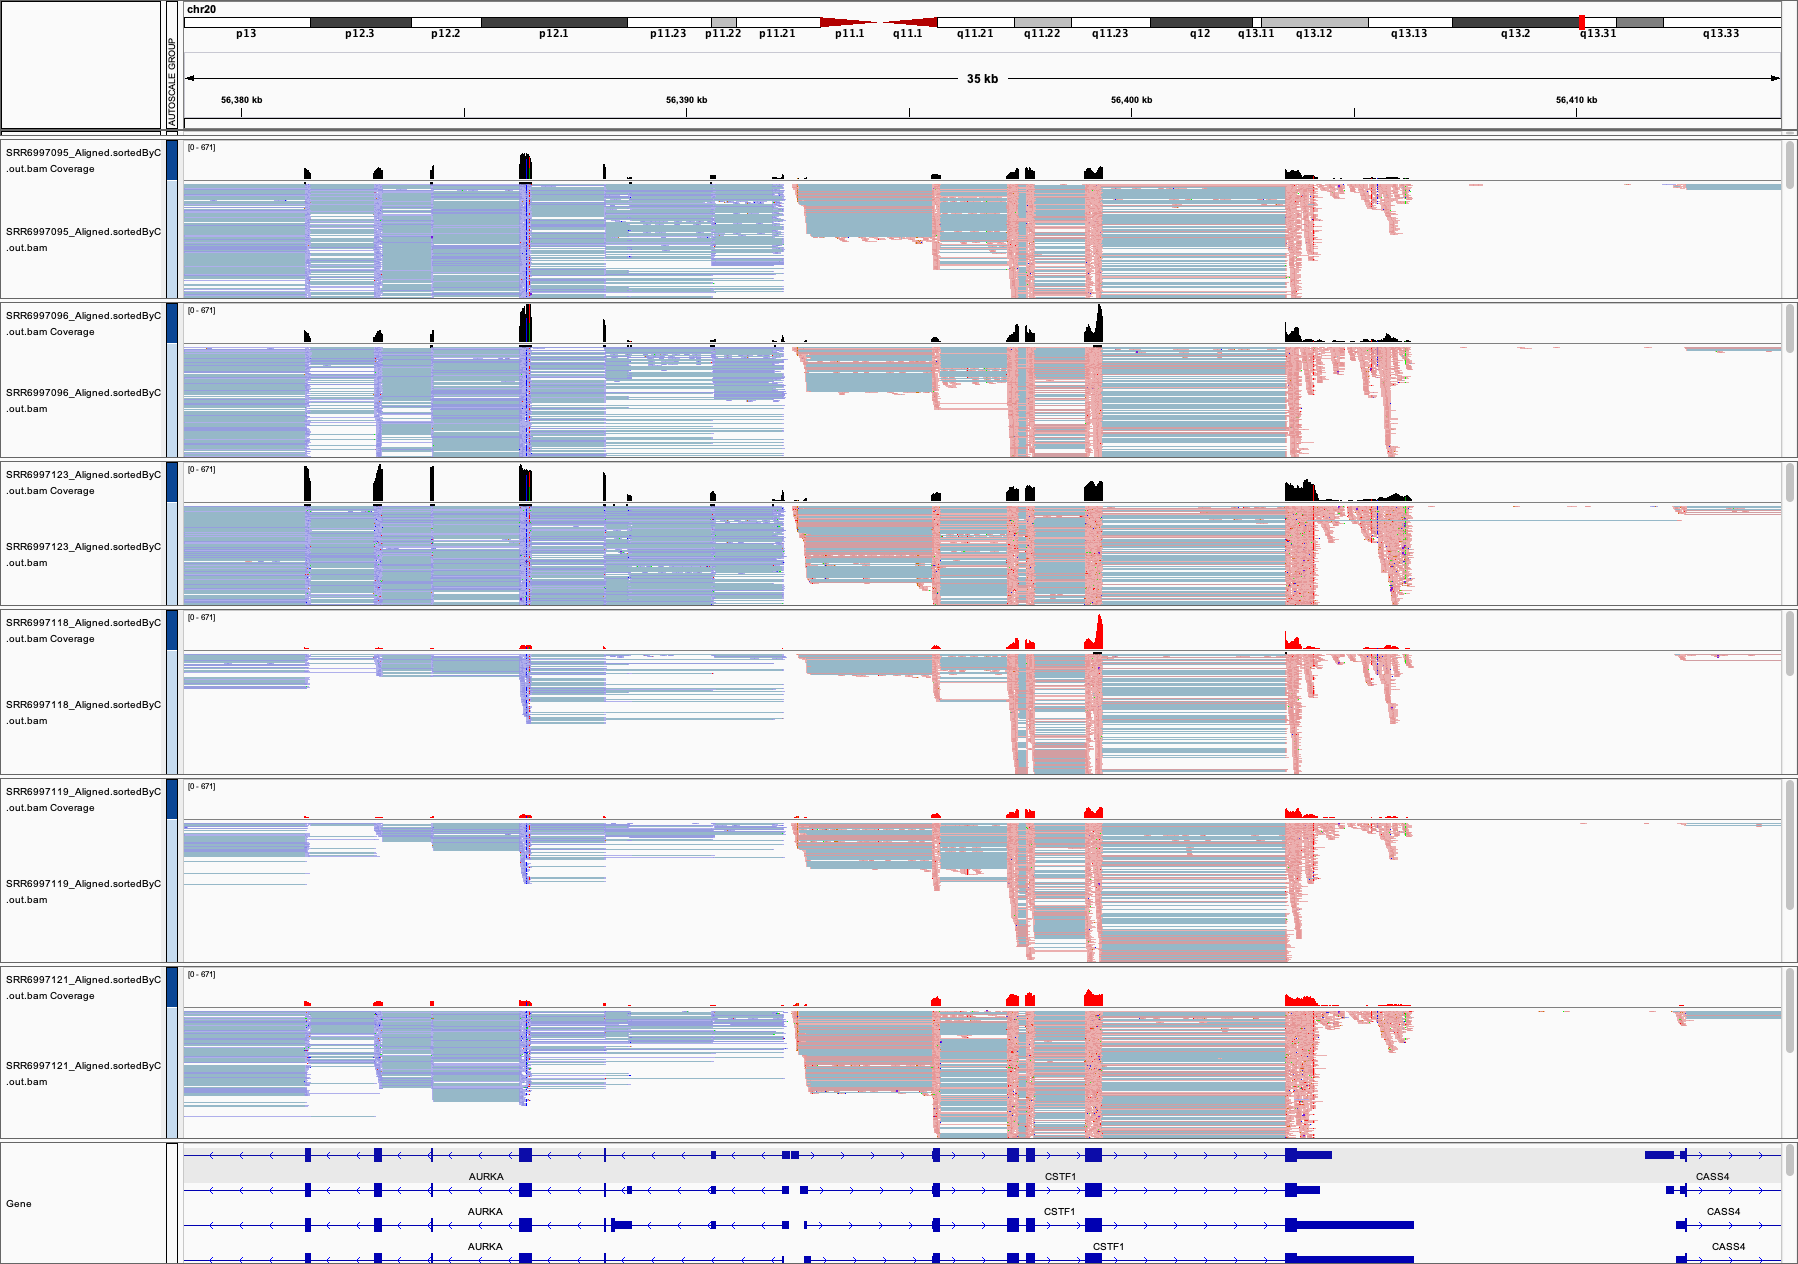 chr20
p13 p12.3 p12.2 p12.1 p11.23 p11.22 p11.21 p11.1 q11.1 q11.21 q11.22 q11.23 q12 q13.11 q13.12 q13.13 q13.2 q13.31 q13.33
AUTOSCALE GROUP
35 kb
56,380 kb 56,390 kb 56,400 kb 56,410 kb
SRR6997095_Aligned.sortedByC
.out.bam Coverage
[0 - 671]
SRR6997095_Aligned.sortedByC
.out.bam
SRR6997096_Aligned.sortedByC
.out.bam Coverage
[0 - 671]
SRR6997096_Aligned.sortedByC
.out.bam
SRR6997123_Aligned.sortedByC
.out.bam Coverage
[0 - 671]
SRR6997123_Aligned.sortedByC
.out.bam
SRR6997118_Aligned.sortedByC
.out.bam Coverage
[0 - 671]
SRR6997118_Aligned.sortedByC
.out.bam
SRR6997119_Aligned.sortedByC
.out.bam Coverage
[0 - 671]
SRR6997119_Aligned.sortedByC
.out.bam
SRR6997121_Aligned.sortedByC
.out.bam Coverage
[0 - 671]
SRR6997121_Aligned.sortedByC
.out.bam
Gene
AURKA CSTF1 CASS4
AURKA CSTF1 CASS4
AURKA CSTF1 CASS4